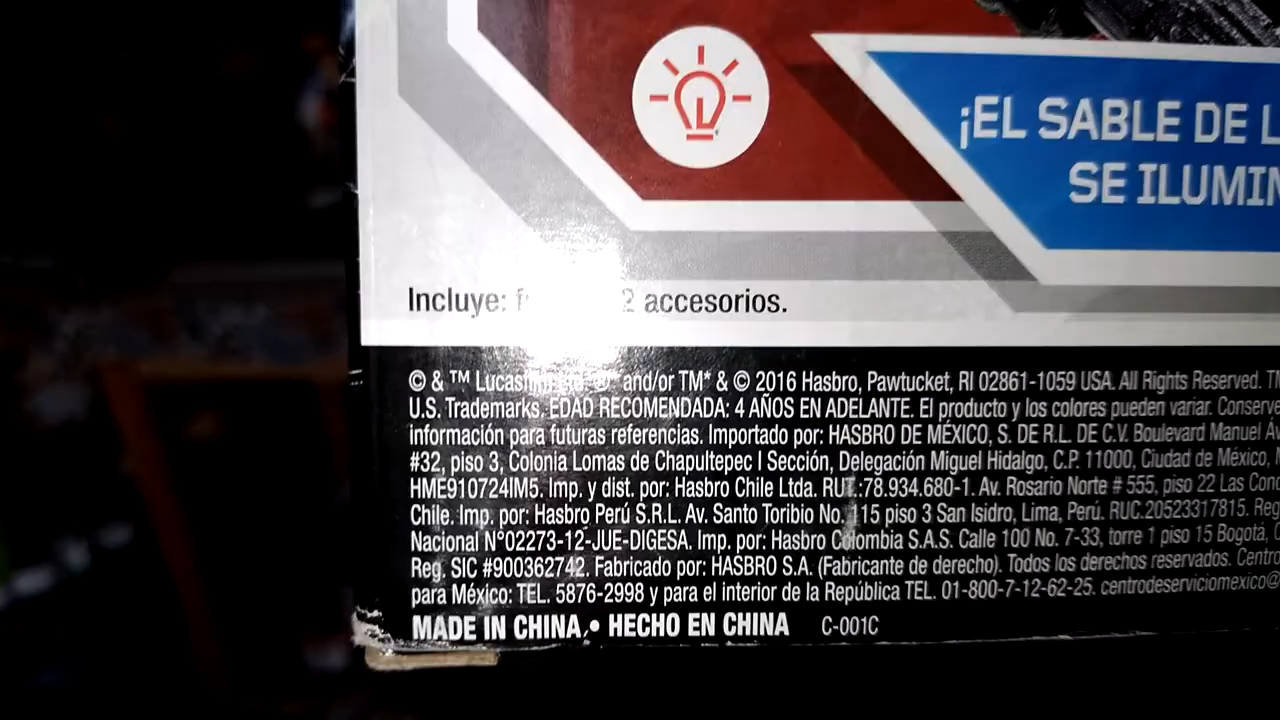 ¡EL SABLE DE L
SE ILUMIN
Incluye: 2 accesorios.
© & ™ Lucasfilm Ltd. ® and/or TM* & © 2016 Hasbro, Pawtucket, RI 02861-1059 USA. All Rights Reserved. T
U.S. Trademarks. EDAD RECOMENDADA: 4 AÑOS EN ADELANTE. El producto y los colores pueden variar. Conserve
información para futuras referencias. Importado por: HASBRO DE MÉXICO, S. DE R.L. DE C.V. Boulevard Manuel Áv
#32, piso 3, Colonia Lomas de Chapultepec I Sección, Delegación Miguel Hidalgo, C.P. 11000, Ciudad de México,
HME910724IM5. Imp. y dist. por: Hasbro Chile Ltda. RUT.:78.934.680-1. Av. Rosario Norte # 555, piso 22 Las Cond
Chile. Imp. por: Hasbro Perú S.R.L. Av. Santo Toribio No. 115 piso 3 San Isidro, Lima, Perú. RUC.20523317815. Reg
Nacional N°02273-12-JUE-DIGESA. Imp. por: Hasbro Colombia S.A.S. Calle 100 No. 7-33, torre 1 piso 15 Bogotá,
Reg. SIC #900362742. Fabricado por: HASBRO S.A. (Fabricante de derecho). Todos los derechos reservados. Centro
para México: TEL. 5876-2998 y para el interior de la República TEL. 01-800-7-12-62-25. centrodeserviciomexico@
MADE IN CHINA.• HECHO EN CHINA C-001C